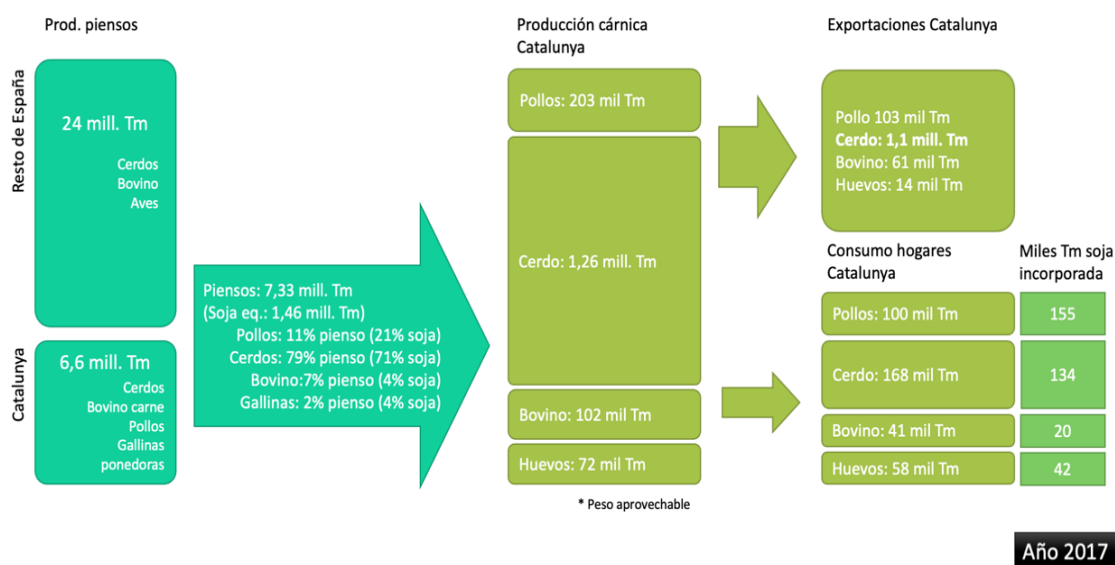 Prod. piensos
Resto de España
24 mill. Tm
Cerdos
Bovino
Aves
Catalunya
6,6 mill. Tm
Cerdos
Bovino carne
Pollos
Gallinas
ponedoras
Piensos: 7,33 mill. Tm
(Soja eq.: 1,46 mill. Tm)
Pollos: 11% pienso (21% soja)
Cerdos: 79% pienso (71% soja)
Bovino:7% pienso (4% soja)
Gallinas: 2% pienso (4% soja)
Producción cárnica
Catalunya
Pollos: 203 mil Tm
Cerdo: 1,26 mill. Tm
Bovino: 102 mil Tm
Huevos: 72 mil Tm
* Peso aprovechable
Exportaciones Catalunya
Pollo 103 mil Tm
Cerdo: 1,1 mill. Tm
Bovino: 61 mil Tm
Huevos: 14 mil Tm
Consumo hogares
Catalunya
Miles Tm soja
incorporada
Pollos: 100 mil Tm
155
Cerdo: 168 mil Tm
134
Bovino: 41 mil Tm
20
Huevos: 58 mil Tm
42
Año 2017